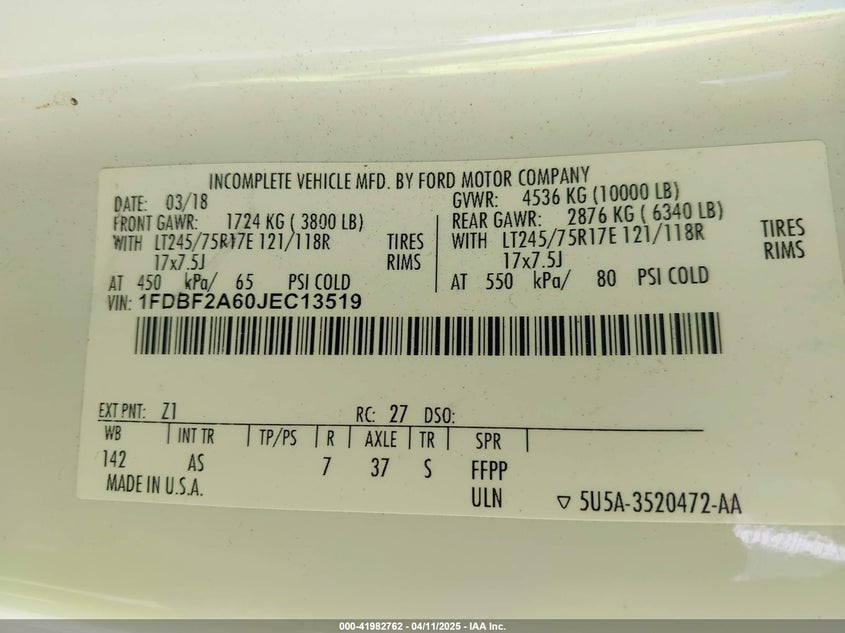 INCOMPLETE VEHICLE MFD. BY FORD MOTOR COMPANY
DATE: 03/18
GVWR: 4536 KG (10000 LB)
FRONT GAWR: 1724 KG ( 3800 LB)
REAR GAWR: 2876 KG ( 6340 LB)
WITH LT245/75R17E 121/118R TIRES
WITH LT245/75R17E 121/118R TIRES
17x7.5J RIMS
17x7.5J RIMS
AT 450 kPa/ 65 PSI COLD
AT 550 kPa/ 80 PSI COLD
VIN: 1FDBF2A60JEC13519
EXT PNT: Z1 RC: 27 DSO:
WB INT TR TP/PS R AXLE TR SPR
142 AS 7 37 S FFPP
MADE IN U.S.A. ULN ▽ 5U5A-3520472-AA
000-41982762 - 04/11/2025 - IAA Inc.